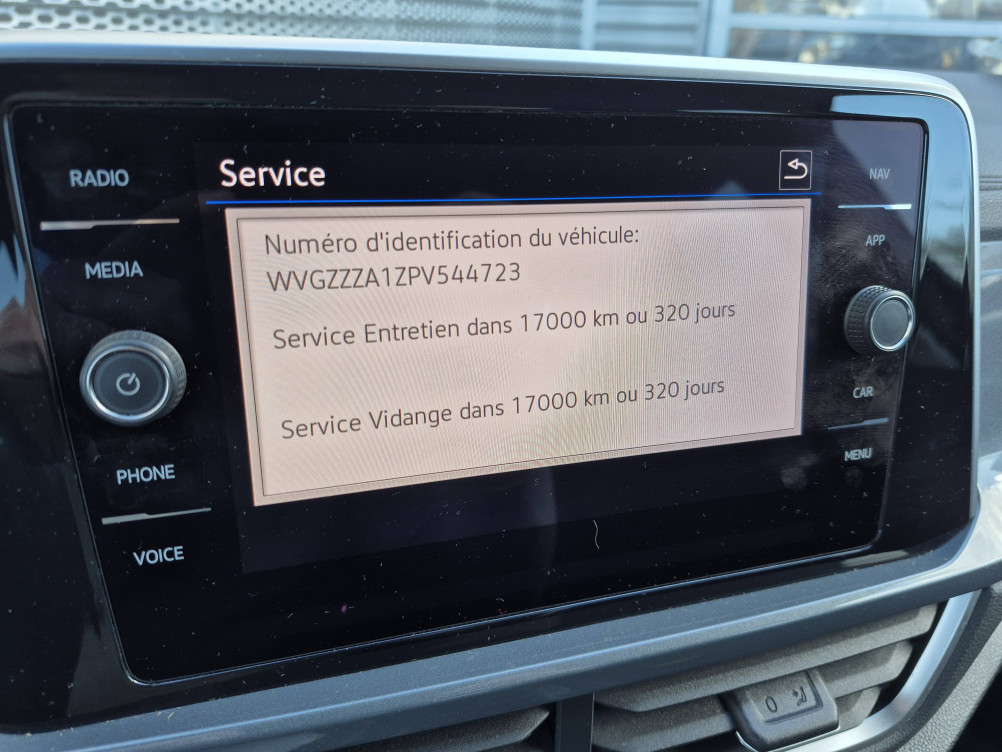 RADIO
MEDIA
PHONE
VOICE
Service
Numéro d'identification du véhicule:
WVGZZZA1ZPV544723
Service Entretien dans 17000 km ou 320 jours
Service Vidange dans 17000 km ou 320 jours
NAV
APP
CAR
MENU
0